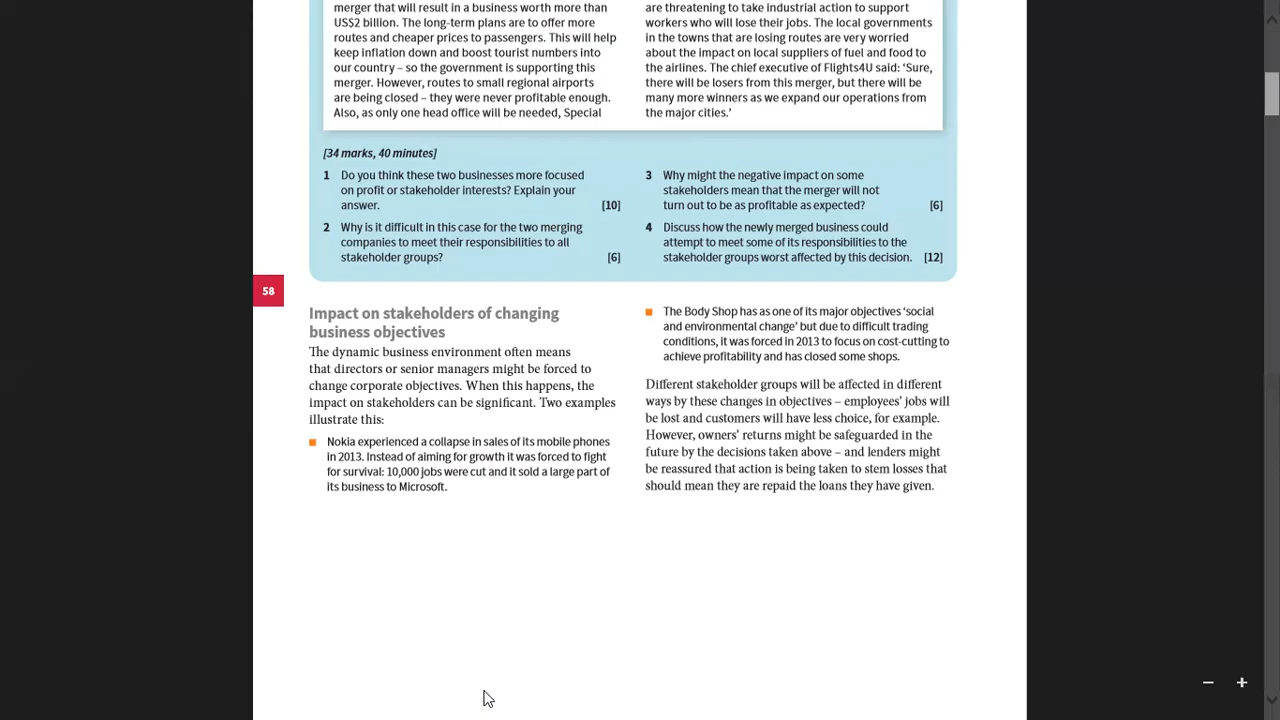 merger that will result in a business worth more than
US$2 billion. The long-term plans are to offer more
routes and cheaper prices to passengers. This will help
keep inflation down and boost tourist numbers into
our country – so the government is supporting this
merger. However, routes to small regional airports
are being closed – they were never profitable enough.
Also, as only one head office will be needed, Special
are threatening to take industrial action to support
workers who will lose their jobs. The local governments
in the towns that are losing routes are very worried
about the impact on local suppliers of fuel and food to
the airlines. The chief executive of Flights4U said: ‘Sure,
there will be losers from this merger, but there will be
many more winners as we expand our operations from
the major cities.’
[34 marks, 40 minutes]
1 Do you think these two businesses more focused
on profit or stakeholder interests? Explain your
answer. [10]
2 Why is it difficult in this case for the two merging
companies to meet their responsibilities to all
stakeholder groups? [6]
3 Why might the negative impact on some
stakeholders mean that the merger will not
turn out to be as profitable as expected? [6]
4 Discuss how the newly merged business could
attempt to meet some of its responsibilities to the
stakeholder groups worst affected by this decision. [12]
58
Impact on stakeholders of changing
business objectives
The dynamic business environment often means
that directors or senior managers might be forced to
change corporate objectives. When this happens, the
impact on stakeholders can be significant. Two examples
illustrate this:
Nokia experienced a collapse in sales of its mobile phones
in 2013. Instead of aiming for growth it was forced to fight
for survival: 10,000 jobs were cut and it sold a large part of
its business to Microsoft.
The Body Shop has as one of its major objectives ‘social
and environmental change’ but due to difficult trading
conditions, it was forced in 2013 to focus on cost-cutting to
achieve profitability and has closed some shops.
Different stakeholder groups will be affected in different
ways by these changes in objectives – employees’ jobs will
be lost and customers will have less choice, for example.
However, owners’ returns might be safeguarded in the
future by the decisions taken above – and lenders might
be reassured that action is being taken to stem losses that
should mean they are repaid the loans they have given.